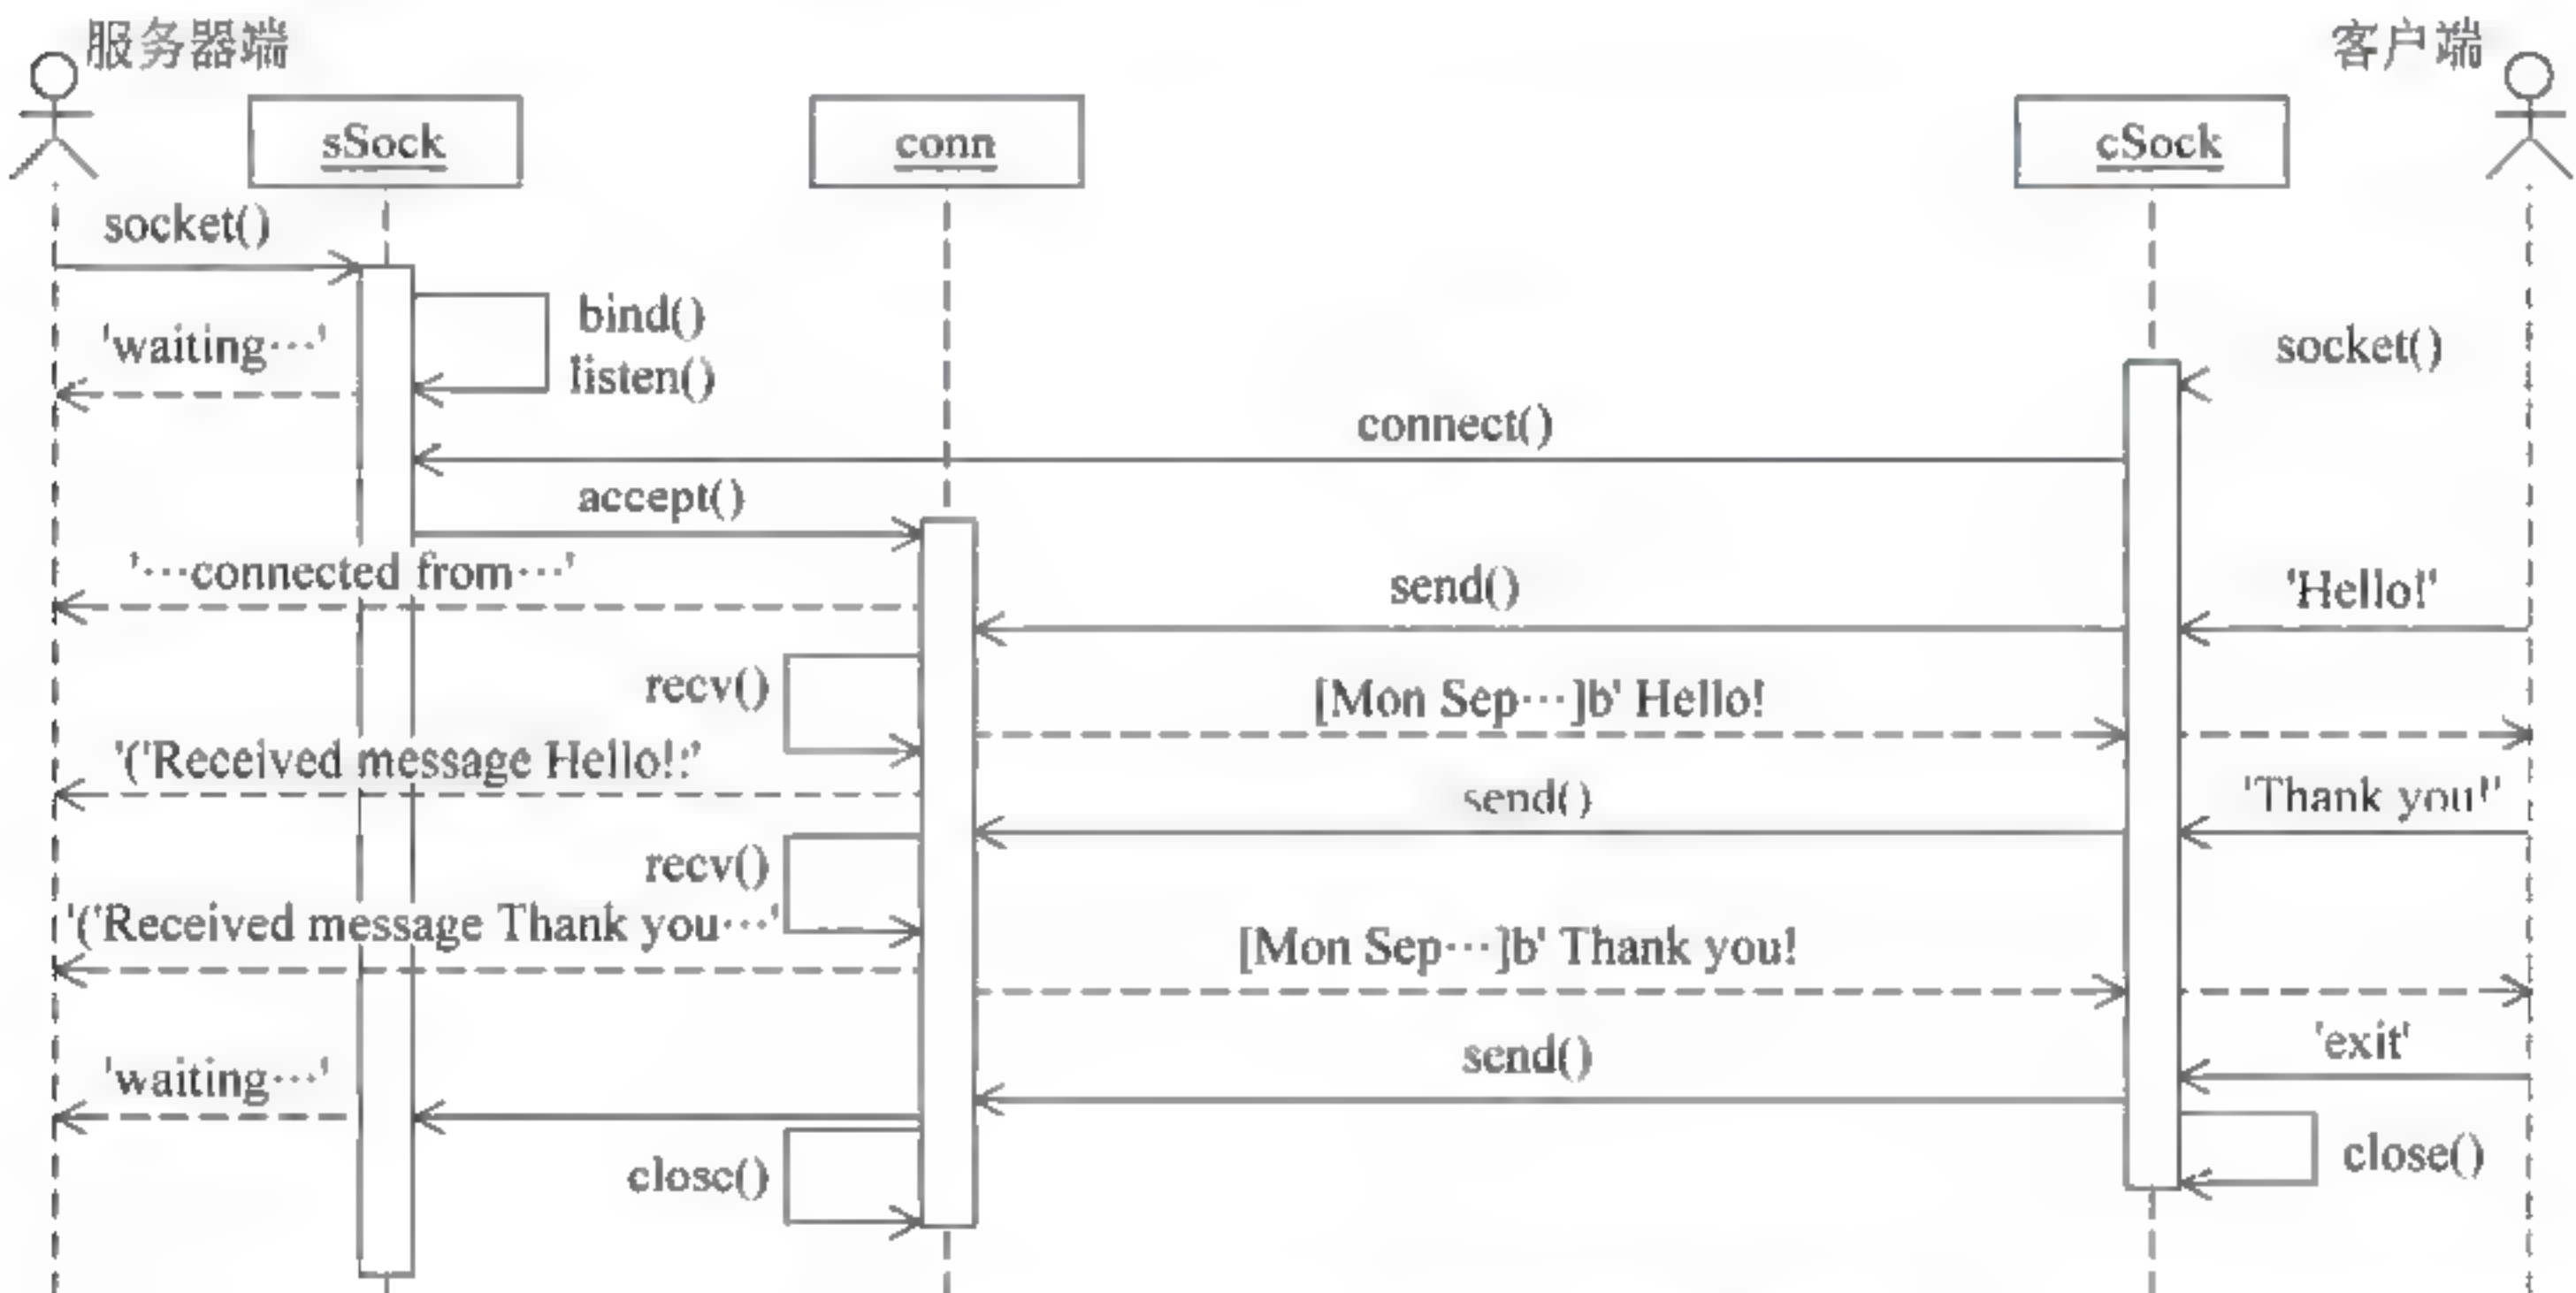 服务器端
客户端
sSock
conn
cSock
socket()
bind()
'waiting···'
listen()
socket()
connect()
accept()
'···connected from···'
send()
'Hello!'
recv()
[Mon Sep···]b' Hello!
'('Received message Hello!:'
send()
'Thank you!'
recv()
'('Received message Thank you···'
[Mon Sep···]b' Thank you!
send()
'exit'
'waiting···'
close()
close()